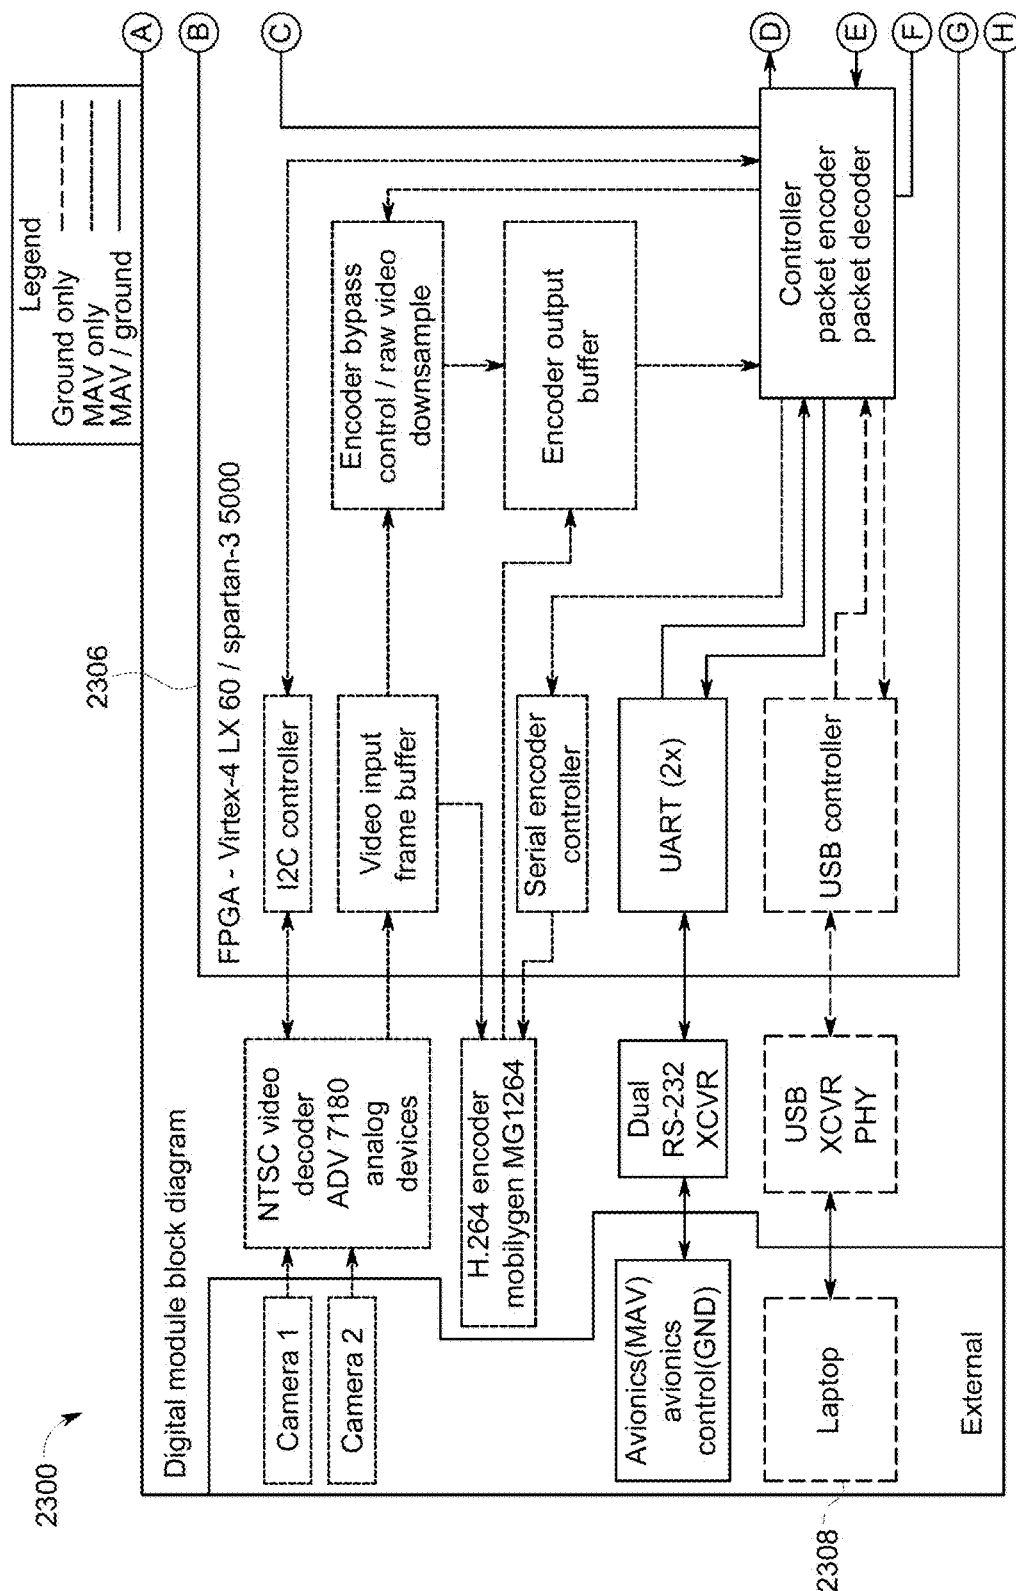 2300
Digital module block diagram
2306
Legend
Ground only
MAV only
MAV / ground
A
B
C
D
E
F
G
H
FPGA - Virtex-4 LX 60 / spartan-3 5000
Camera 1
Camera 2
NTSC video
decoder
ADV 7180
analog
devices
I2C controller
Video input
frame buffer
Encoder bypass
control / raw video
downsample
H.264 encoder
mobilygen MG1264
Serial encoder
controller
Encoder output
buffer
Avionics(MAV)
avionics
control(GND)
Dual
RS-232
XCVR
UART (2x)
Controller
packet encoder
packet decoder
Laptop
USB
XCVR
PHY
USB controller
2308
External